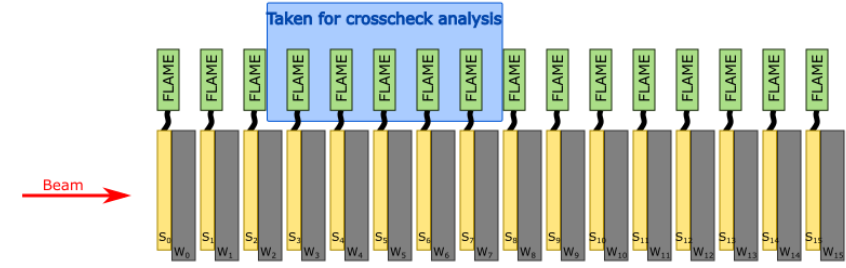 Taken for crosscheck analysis
FLAME FLAME FLAME FLAME FLAME FLAME FLAME FLAME FLAME FLAME FLAME FLAME FLAME FLAME FLAME FLAME
Beam
S₀ S₁ S₂ S₃ S₄ S₅ S₆ S₇ S₈ S₉ S₁₀ S₁₁ S₁₂ S₁₃ S₁₄ S₁₅
W₀ W₁ W₂ W₃ W₄ W₅ W₆ W₇ W₈ W₉ W₁₀ W₁₁ W₁₂ W₁₃ W₁₄ W₁₅